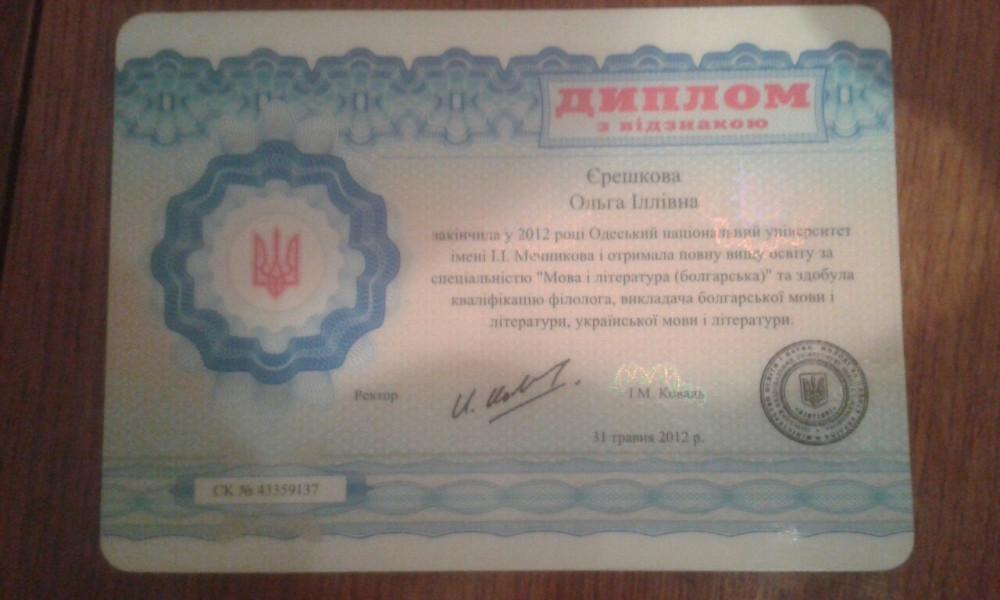 ДИПЛОМ
з відзнакою
Єрешкова
Ольга Іллівна
закінчила у 2012 році Одеський національний університет
імені І.І. Мечникова і отримала повну вищу освіту за
спеціальністю "Мова і література (болгарська)" та здобула
кваліфікацію філолога, викладача болгарської мови і
літератури, української мови і літератури.
Ректор
І.М. Коваль
31 травня 2012 р.
СК № 43359137